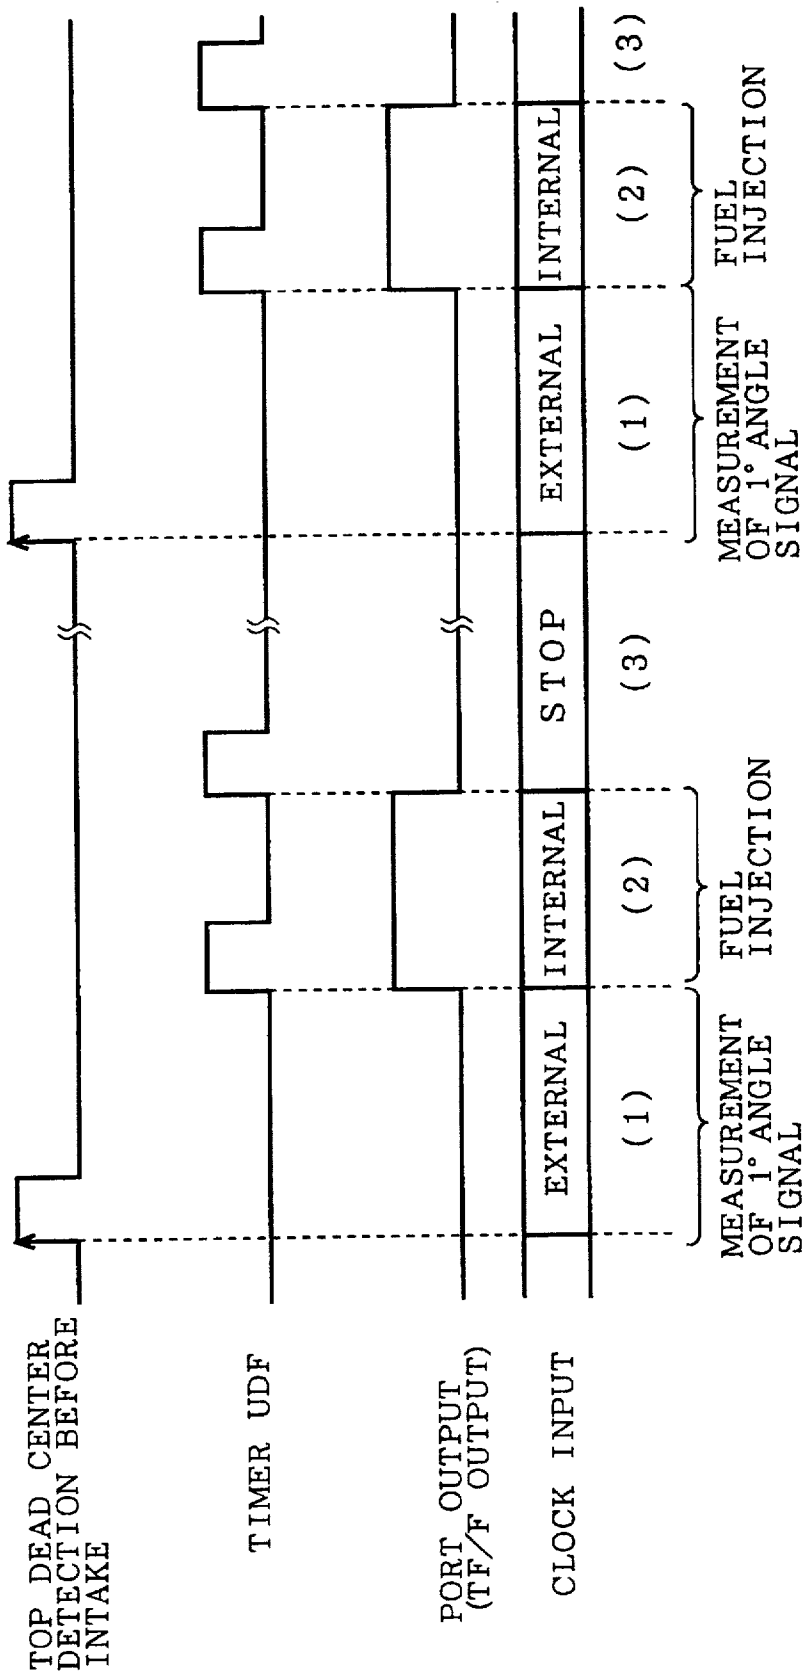 TOP DEAD CENTER
DETECTION BEFORE
INTAKE
TIMER UDF
PORT OUTPUT
(TF/F OUTPUT)
CLOCK INPUT
EXTERNAL
INTERNAL
STOP
EXTERNAL
INTERNAL
(1)
(2)
(3)
(1)
(2)
(3)
MEASUREMENT
OF 1° ANGLE
SIGNAL
FUEL
INJECTION
MEASUREMENT
OF 1° ANGLE
SIGNAL
FUEL
INJECTION